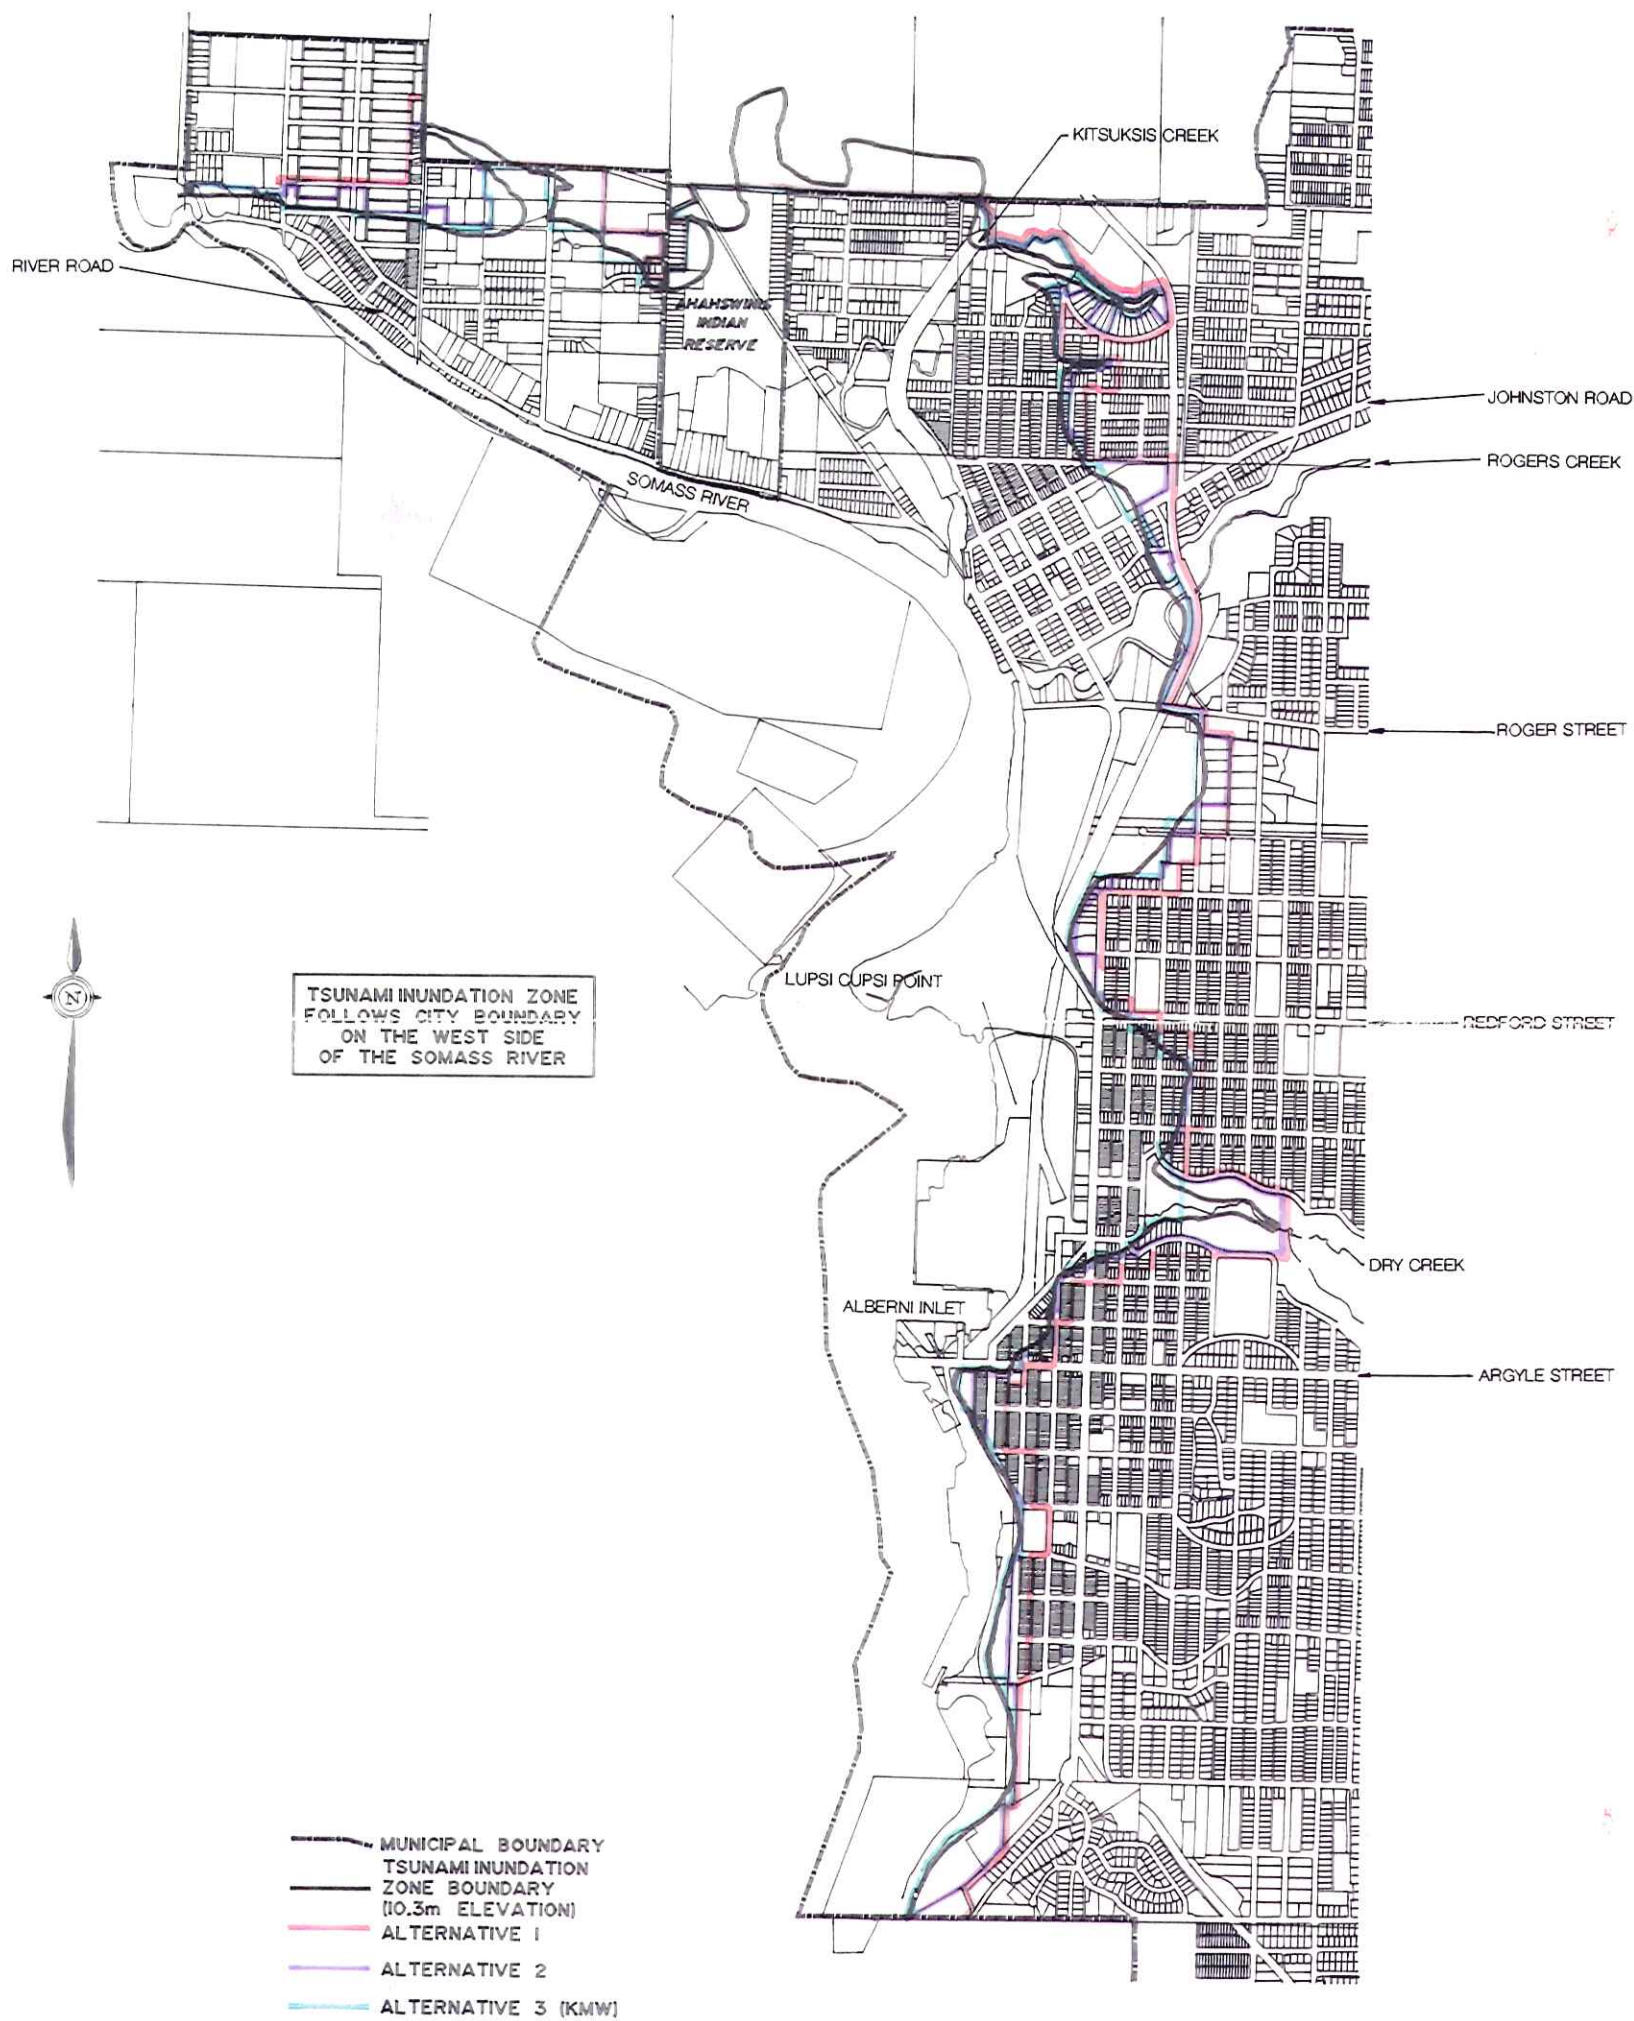 KITSUKSIS CREEK
RIVER ROAD
AHAHSWINIS
INDIAN
RESERVE
JOHNSTON ROAD
ROGERS CREEK
SOMASS RIVER
ROGER STREET
LUPSI CUPSI POINT
N
TSUNAMI INUNDATION ZONE
FOLLOWS CITY BOUNDARY
ON THE WEST SIDE
OF THE SOMASS RIVER
REDFORD STREET
DRY CREEK
ALBERNI INLET
ARGYLE STREET
MUNICIPAL BOUNDARY
TSUNAMI INUNDATION
ZONE BOUNDARY
(10.3m ELEVATION)
ALTERNATIVE 1
ALTERNATIVE 2
ALTERNATIVE 3 (KMW)